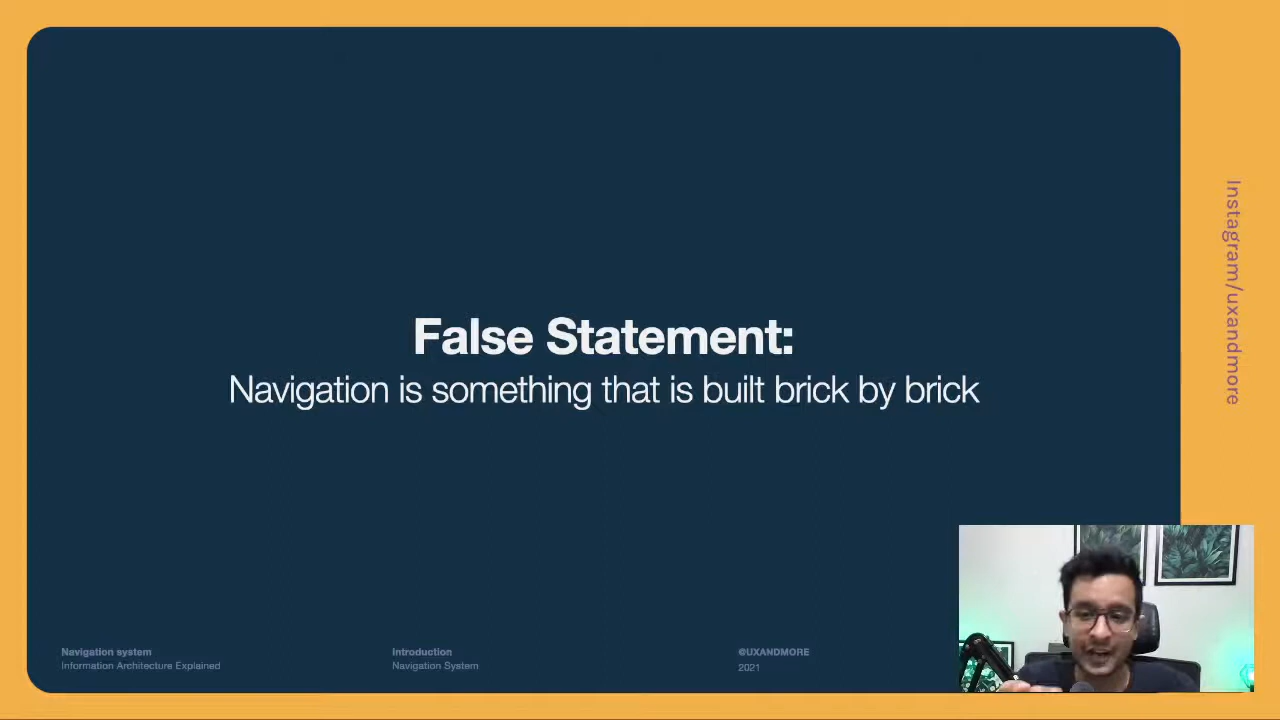 False Statement:
Navigation is something that is built brick by brick
Instagram/uxandmore
Navigation system
Information Architecture Explained
Introduction
Navigation System
@UXANDMORE
2021